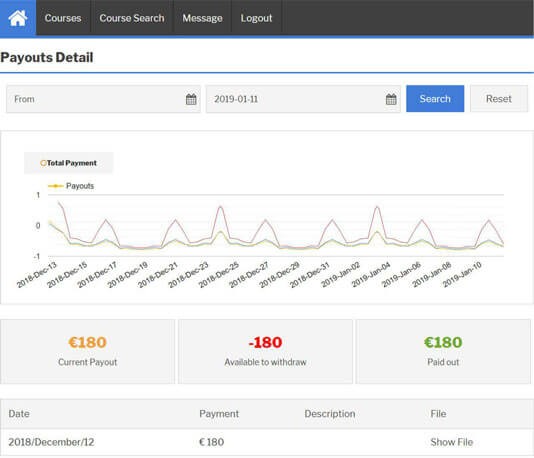 Courses Course Search Message Logout
Payouts Detail
From 2019-01-11 Search Reset
Total Payment
Payouts
1
0
-1
2018-Dec-13 2018-Dec-15 2018-Dec-17 2018-Dec-19 2018-Dec-21 2018-Dec-23 2018-Dec-25 2018-Dec-27 2018-Dec-29 2018-Dec-31 2019-Jan-02 2019-Jan-04 2019-Jan-06 2019-Jan-08 2019-Jan-10
€180 -180 €180
Current Payout Available to withdraw Paid out
Date Payment Description File
2018/December/12 € 180 Show File